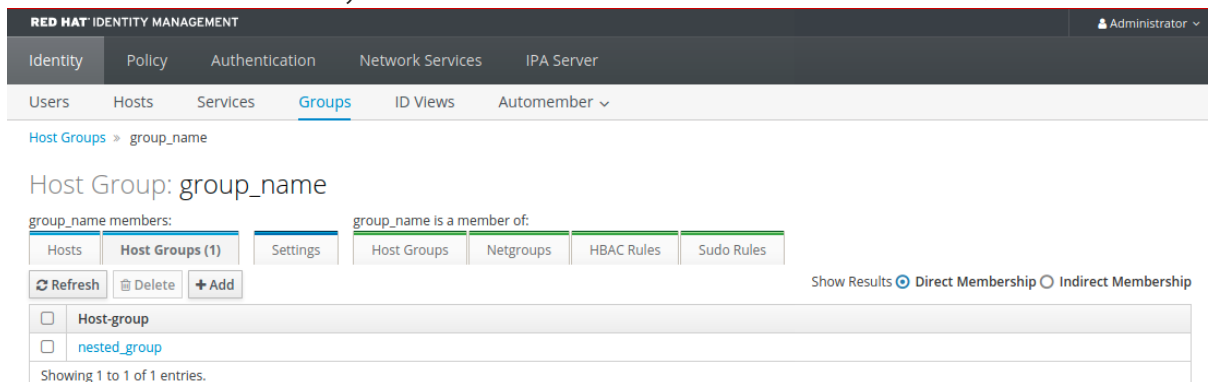 RED HAT IDENTITY MANAGEMENT Administrator
Identity Policy Authentication Network Services IPA Server
Users Hosts Services Groups ID Views Automember
Host Groups » group_name
Host Group: group_name
group_name members: group_name is a member of:
Hosts Host Groups (1) Settings Host Groups Netgroups HBAC Rules Sudo Rules
Refresh Delete + Add Show Results Direct Membership Indirect Membership
Host-group
nested_group
Showing 1 to 1 of 1 entries.